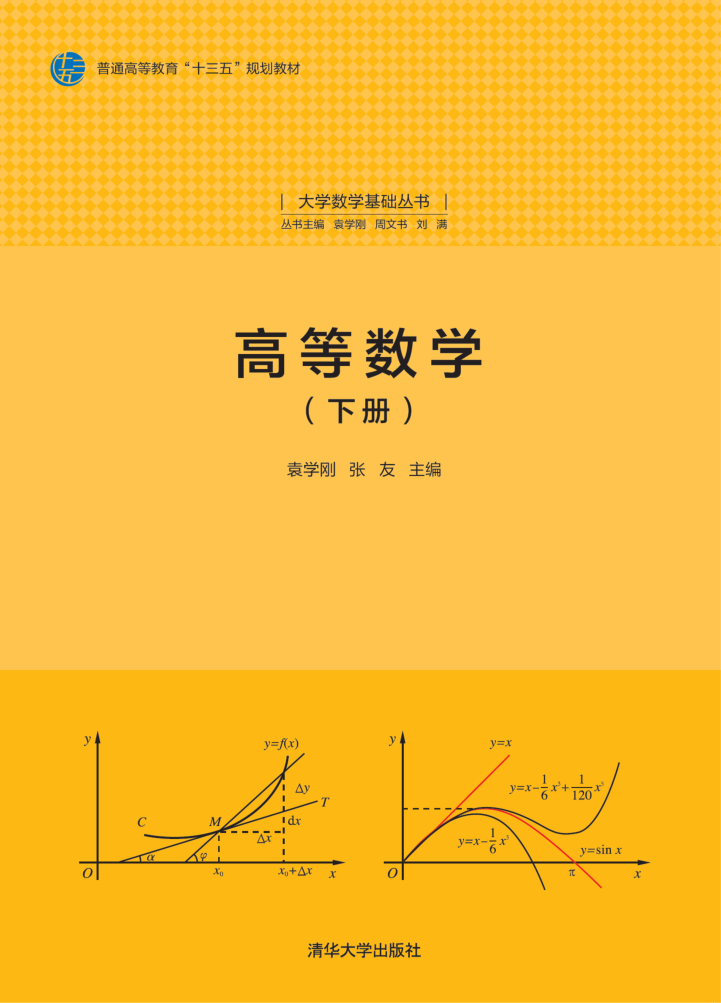 十三五
普通高等教育“十三五”规划教材
大学数学基础丛书
丛书主编 袁学刚 周文书 刘 满
高等数学
（下册）
袁学刚 张 友 主编
y
y=f(x)
Δy
T
C
M
dx
Δx
α
φ
O
x₀
x₀+Δx
x
y
y=x
y=x-1/6x³+1/120x⁵
y=x-1/6x³
y=sin x
O
π
x
清华大学出版社